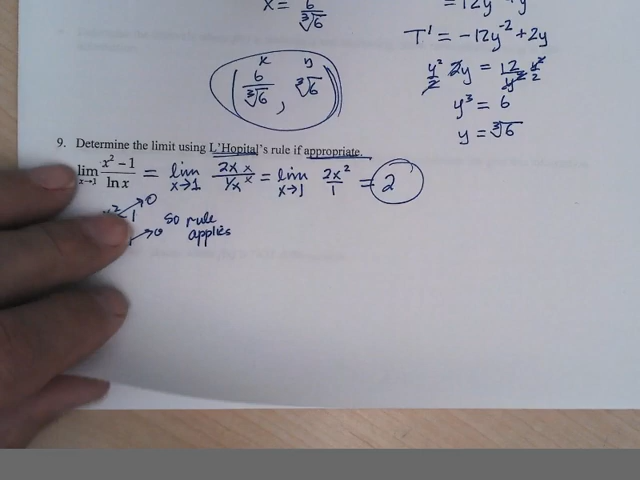 x = 6/∛6
= 12y
T' = -12y⁻² + 2y
y²/2 2y = 12/y² y²/2
x y
(6/∛6, ∛6)
y³ = 6
y = ∛6
9. Determine the limit using L'Hopital's rule if appropriate.
lim x→1 x² − 1 / ln x = lim x→1 2x x / 1/x x = lim x→1 2x² / 1 = 2
→0 So rule
→0 applies